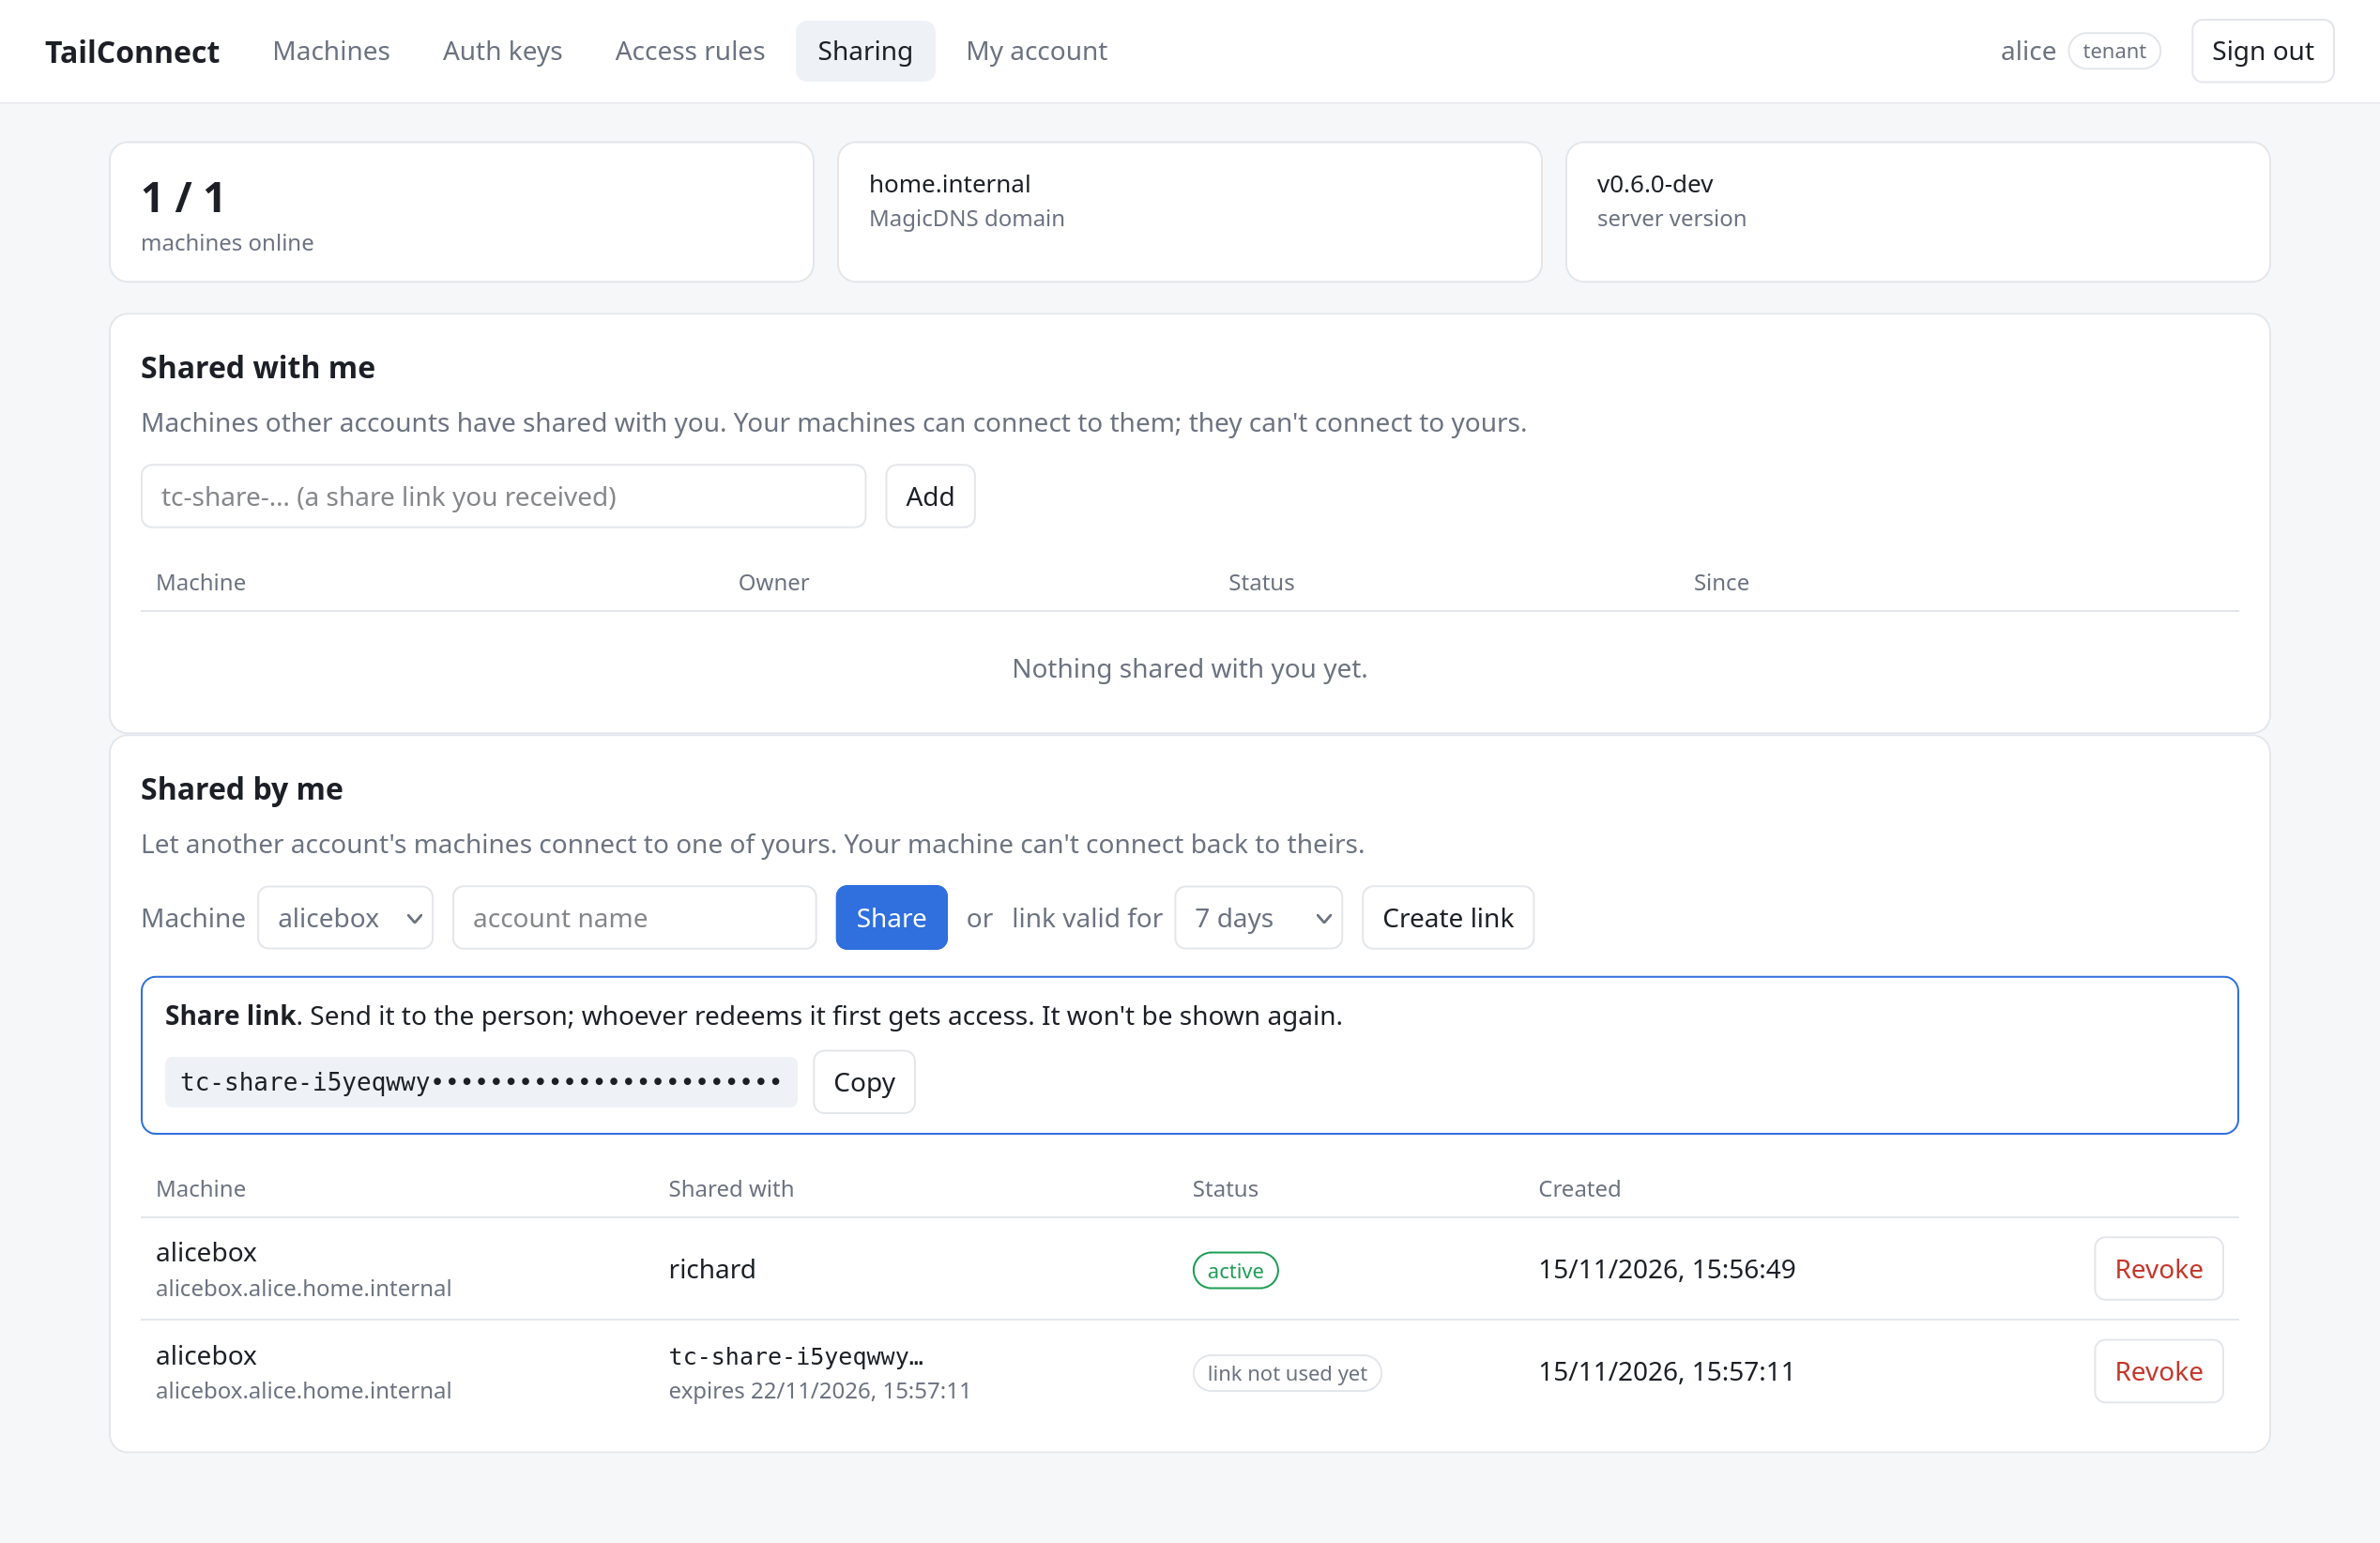 TailConnect Machines Auth keys Access rules Sharing My account alice tenant Sign out
1 / 1
machines online
home.internal
MagicDNS domain
v0.6.0-dev
server version
Shared with me
Machines other accounts have shared with you. Your machines can connect to them; they can't connect to yours.
tc-share-... (a share link you received) Add
Machine Owner Status Since
Nothing shared with you yet.
Shared by me
Let another account's machines connect to one of yours. Your machine can't connect back to theirs.
Machine alicebox account name Share or link valid for 7 days Create link
Share link. Send it to the person; whoever redeems it first gets access. It won't be shown again.
tc-share-i5yeqwwy•••••••••••••••••••••••• Copy
Machine Shared with Status Created
alicebox
alicebox.alice.home.internal
richard active 15/11/2026, 15:56:49 Revoke
alicebox
alicebox.alice.home.internal
tc-share-i5yeqwwy…
expires 22/11/2026, 15:57:11
link not used yet 15/11/2026, 15:57:11 Revoke